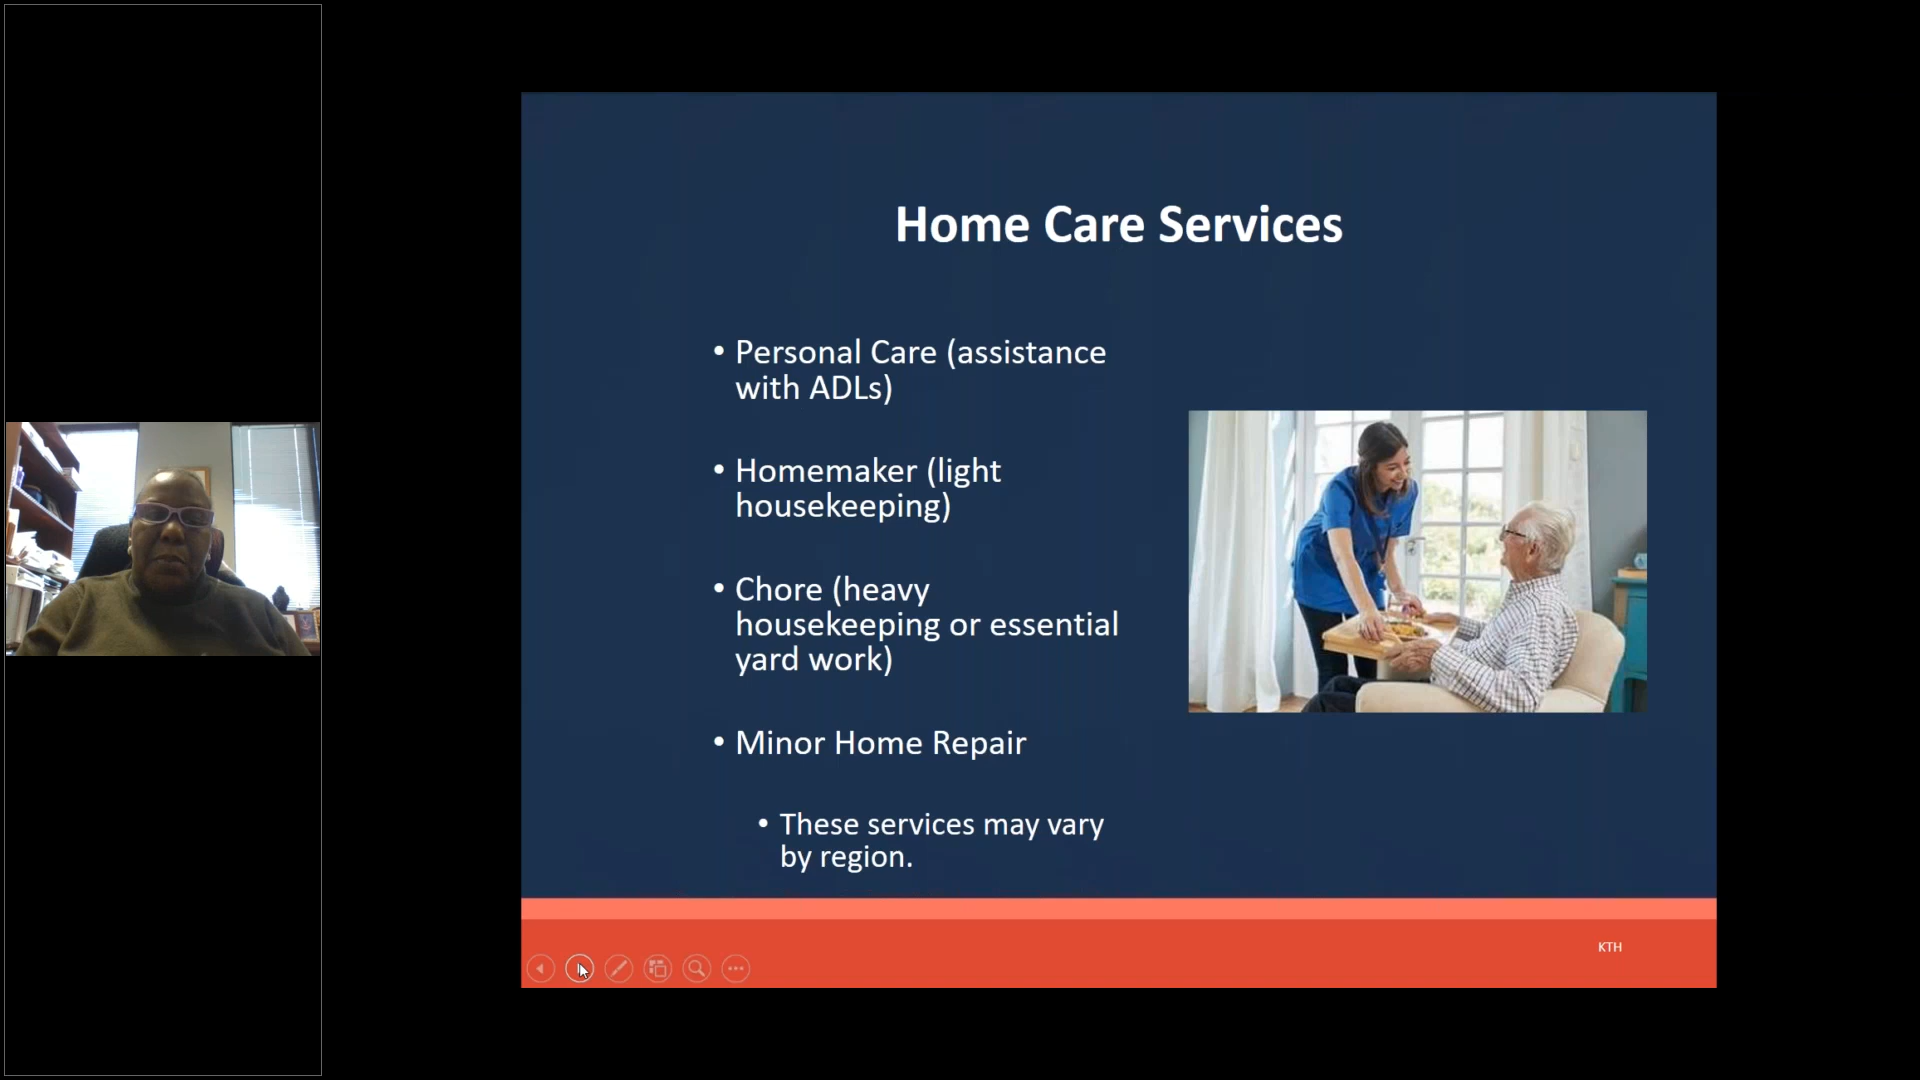 Home Care Services
• Personal Care (assistance
with ADLs)
• Homemaker (light
housekeeping)
• Chore (heavy
housekeeping or essential
yard work)
• Minor Home Repair
• These services may vary
by region.
KTH